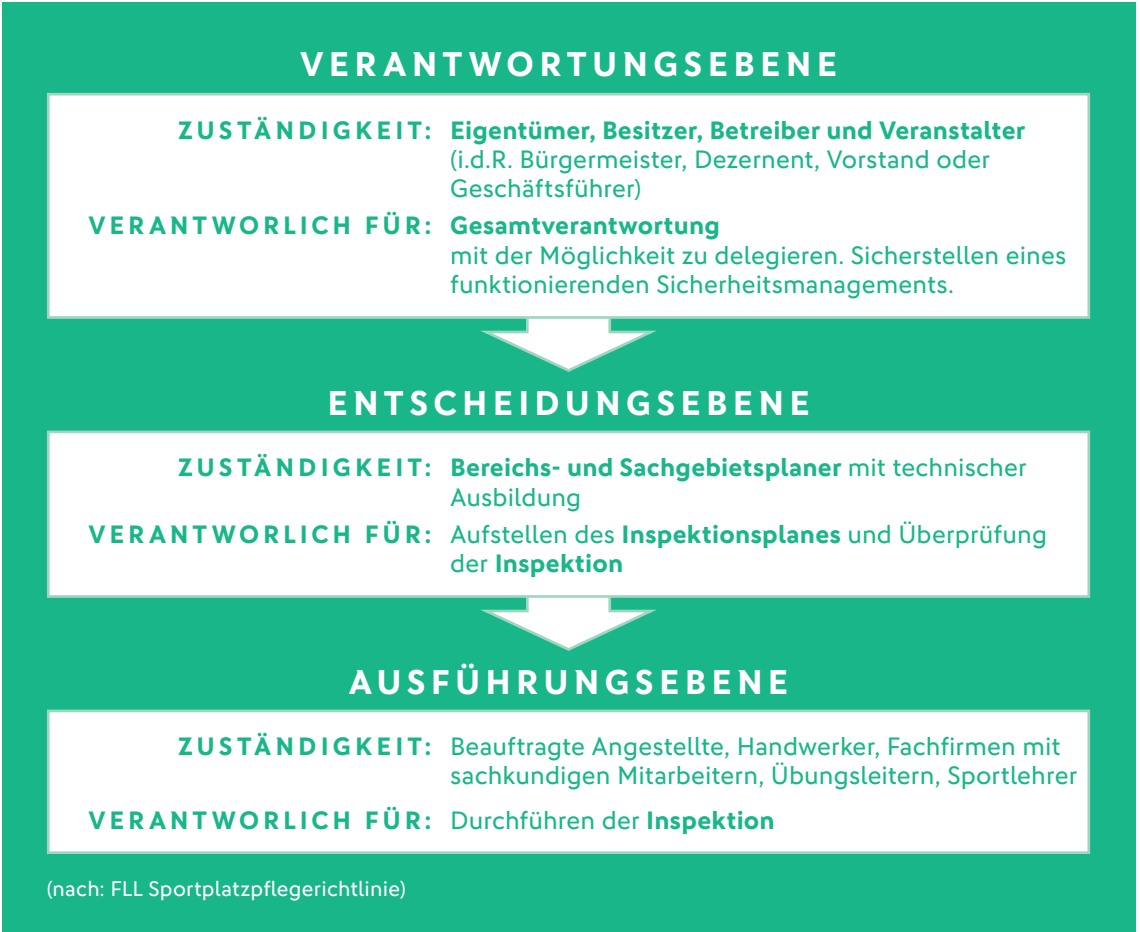 VERANTWORTUNGSEBENE
ZUSTÄNDIGKEIT: Eigentümer, Besitzer, Betreiber und Veranstalter
(i.d.R. Bürgermeister, Dezernent, Vorstand oder
Geschäftsführer)
VERANTWORLICH FÜR: Gesamtverantwortung
mit der Möglichkeit zu delegieren. Sicherstellen eines
funktionierenden Sicherheitsmanagements.
ENTSCHEIDUNGSEBENE
ZUSTÄNDIGKEIT: Bereichs- und Sachgebietsplaner mit technischer
Ausbildung
VERANTWORLICH FÜR: Aufstellen des Inspektionsplanes und Überprüfung
der Inspektion
AUSFÜHRUNGSEBENE
ZUSTÄNDIGKEIT: Beauftragte Angestellte, Handwerker, Fachfirmen mit
sachkundigen Mitarbeitern, Übungsleitern, Sportlehrer
VERANTWORLICH FÜR: Durchführen der Inspektion
(nach: FLL Sportplatzpflegerichtlinie)